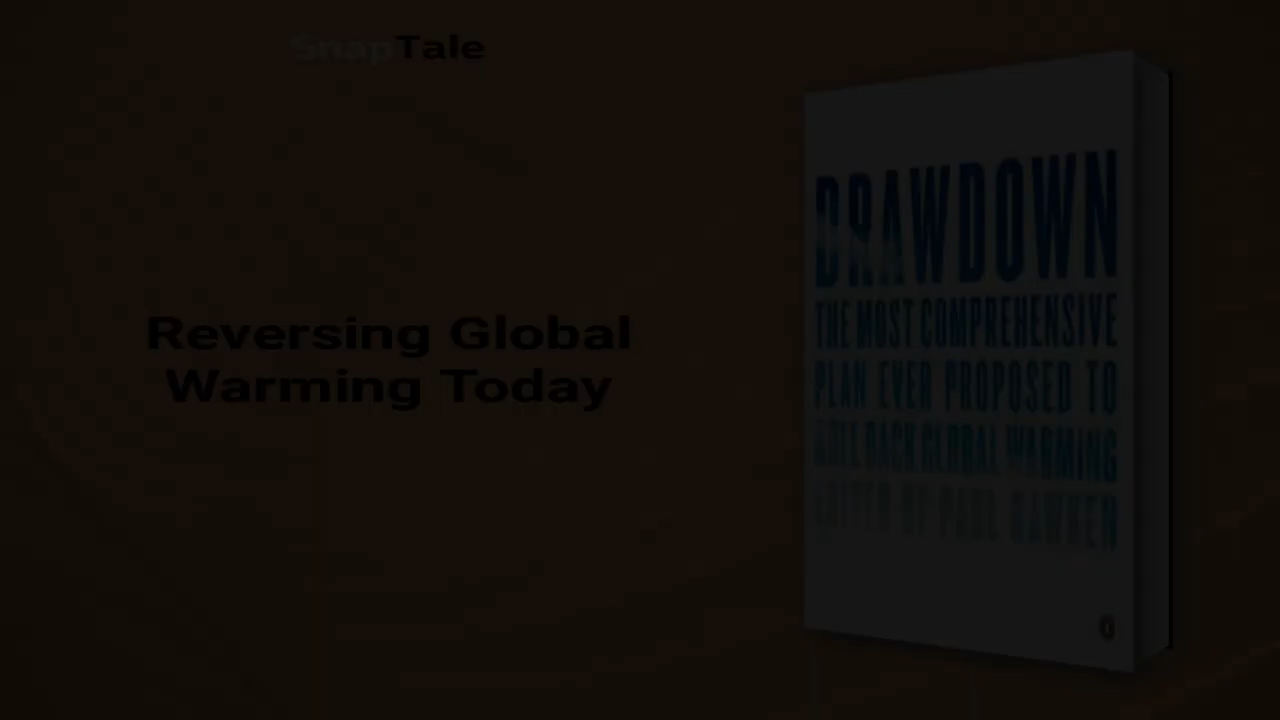 SnapTale
Reversing Global
Warming Today
DRAWDOWN
THE MOST COMPREHENSIVE
PLAN EVER PROPOSED TO
ROLL BACK GLOBAL WARMING
EDITED BY PAUL HAWKEN